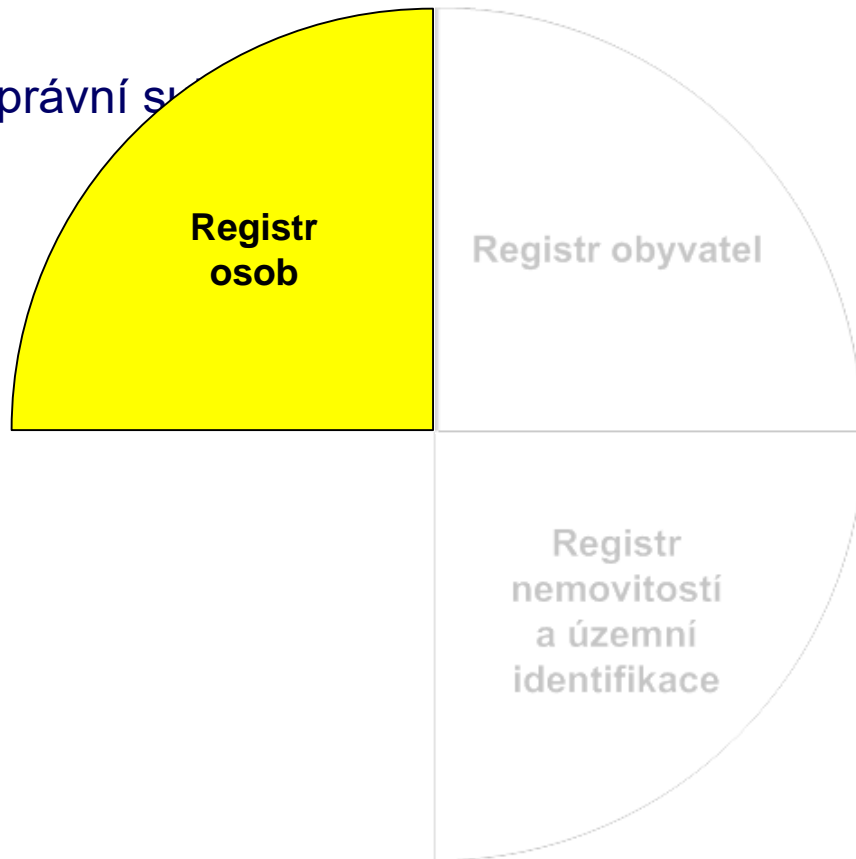 právní
Registr
osob
Registr obyvatel
Registr
nemovitostí
a územní
identifikace